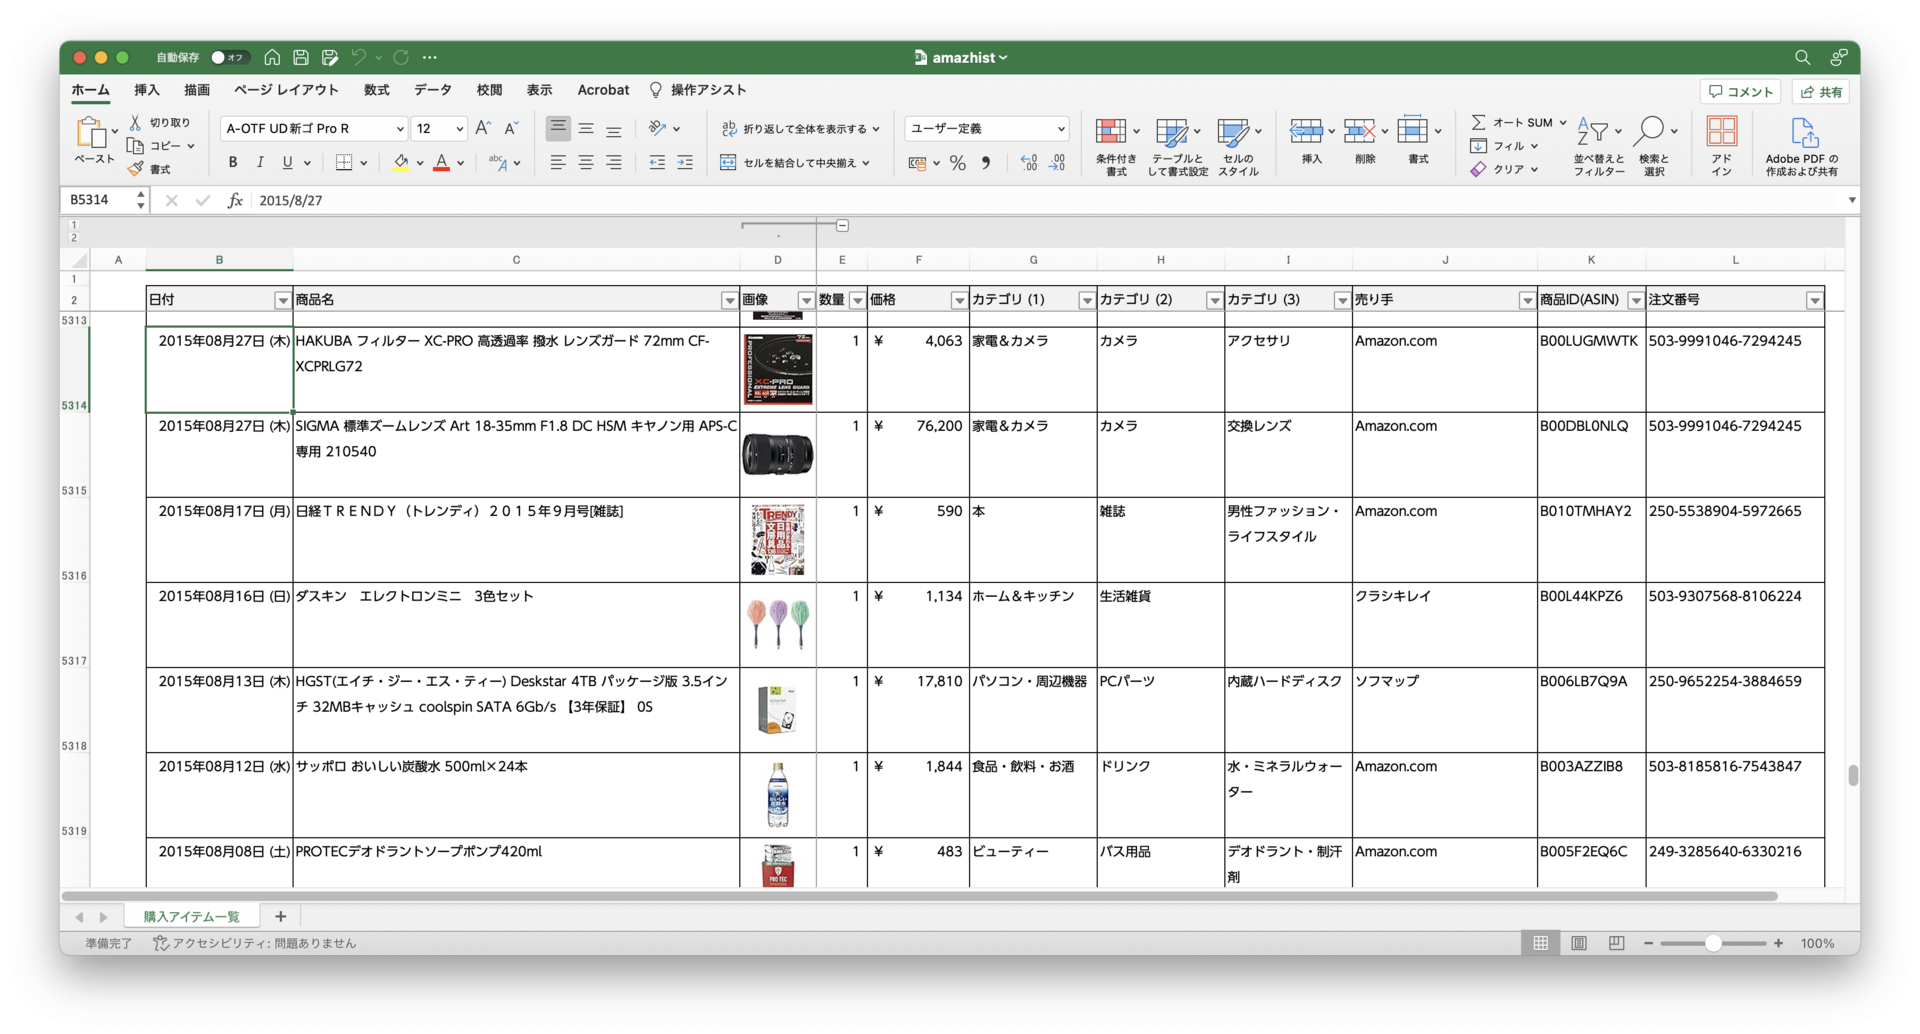 自動保存 オフ amazhist
ホーム 挿入 描画 ページ レイアウト 数式 データ 校閲 表示 Acrobat 操作アシスト コメント 共有
ペースト 切り取り コピー 書式
A-OTF UD新ゴ Pro R 12
B I U A abc A
ab 折り返して全体を表示する
セルを結合して中央揃え
ユーザー定義
条件付き書式 テーブルとして書式設定 セルのスタイル
挿入 削除 書式
オート SUM フィル クリア
並べ替えとフィルター 検索と選択
アドイン
Adobe PDF の作成および共有
B5314 fx 2015/8/27
1
2
A B C D E F G H I J K L
1
2 日付 商品名 画像 数量 価格 カテゴリ (1) カテゴリ (2) カテゴリ (3) 売り手 商品ID(ASIN) 注文番号
5313
2015年08月27日 (木) HAKUBA フィルター XC-PRO 高透過率 撥水 レンズガード 72mm CF- 1 ¥ 4,063 家電＆カメラ カメラ アクセサリ Amazon.com B00LUGMWTK 503-9991046-7294245
XCPRLG72
PROFESSIONAL
XC-PRO
EXTREME LENS GUARD
5314
2015年08月27日 (木) SIGMA 標準ズームレンズ Art 18-35mm F1.8 DC HSM キヤノン用 APS-C 1 ¥ 76,200 家電＆カメラ カメラ 交換レンズ Amazon.com B00DBL0NLQ 503-9991046-7294245
専用 210540
5315
2015年08月17日 (月) 日経ＴＲＥＮＤＹ（トレンディ）２０１５年９月号[雑誌] 1 ¥ 590 本 雑誌 男性ファッション・ Amazon.com B010TMHAY2 250-5538904-5972665
ライフスタイル
TRENDY
文房具 日用品
5316
2015年08月16日 (日) ダスキン　エレクトロンミニ　3色セット 1 ¥ 1,134 ホーム＆キッチン 生活雑貨 クラシキレイ B00L44KPZ6 503-9307568-8106224
5317
2015年08月13日 (木) HGST(エイチ・ジー・エス・ティー) Deskstar 4TB パッケージ版 3.5イン 1 ¥ 17,810 パソコン・周辺機器 PCパーツ 内蔵ハードディスク ソフマップ B006LB7Q9A 250-9652254-3884659
チ 32MBキャッシュ coolspin SATA 6Gb/s 【3年保証】 0S
5318
2015年08月12日 (水) サッポロ おいしい炭酸水 500ml×24本 1 ¥ 1,844 食品・飲料・お酒 ドリンク 水・ミネラルウォー Amazon.com B003AZZIB8 503-8185816-7543847
ター
おいしい炭酸水
5319
2015年08月08日 (土) PROTECデオドラントソープポンプ420ml 1 ¥ 483 ビューティー バス用品 デオドラント・制汗 Amazon.com B005F2EQ6C 249-3285640-6330216
剤
PRO TEC
購入アイテム一覧
準備完了 アクセシビリティ: 問題ありません 100%